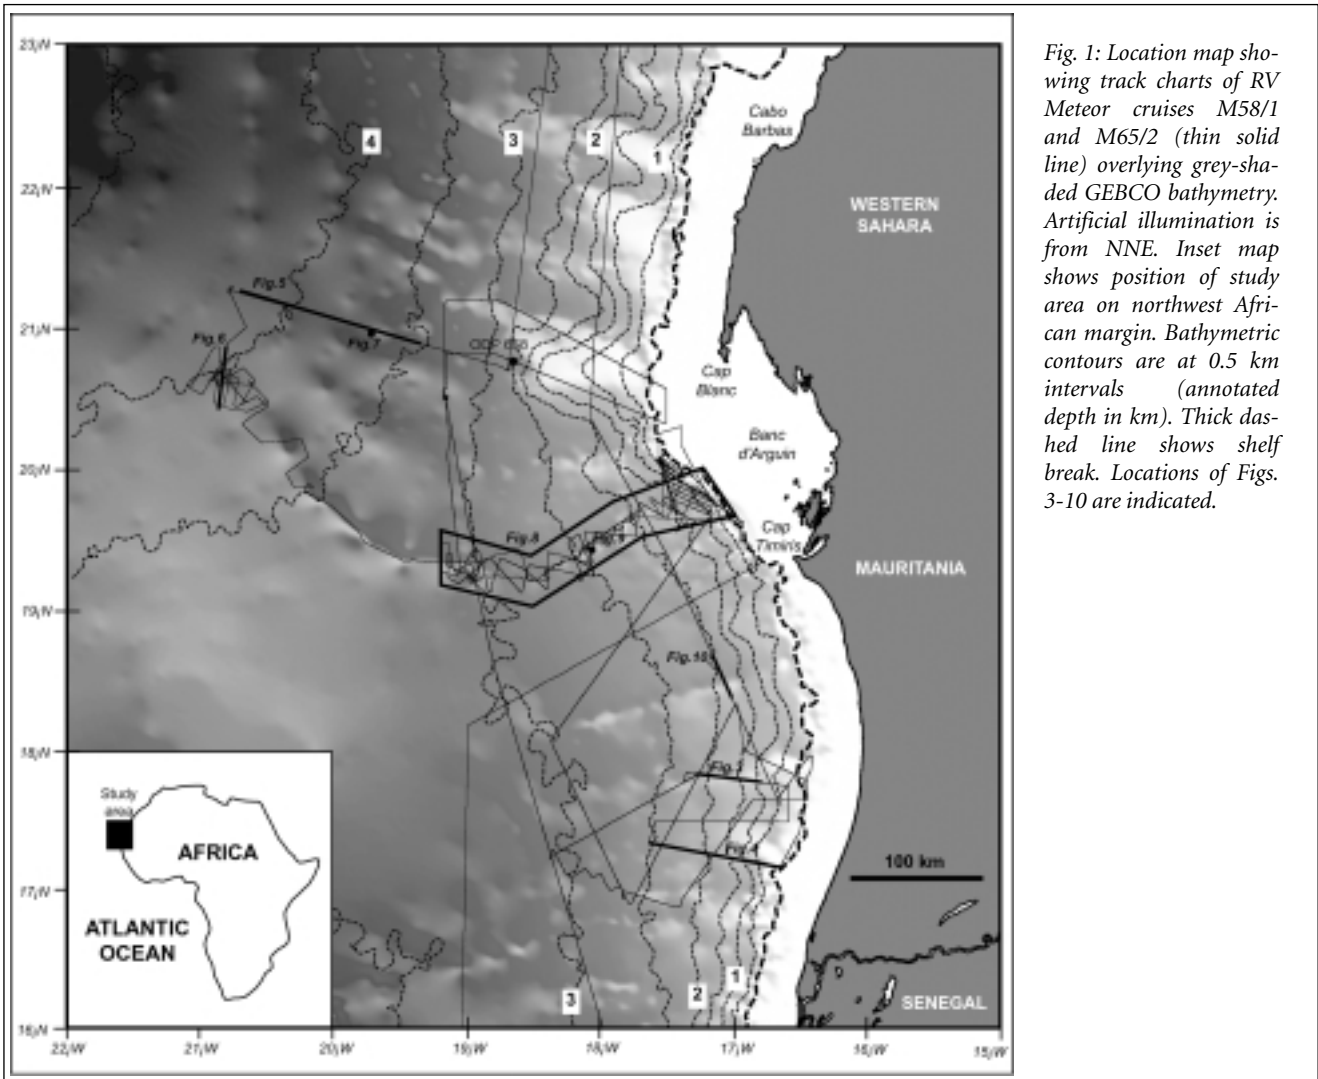 23¡N
22¡N
21¡N
20¡N
19¡N
18¡N
17¡N
16¡N
22¡W
21¡W
20¡W
19¡W
18¡W
17¡W
16¡W
15¡W
4
3
2
1
Cabo
Barbas
WESTERN
SAHARA
Fig.5
Fig.7
Fig.6
Cap
Blanc
Banc
d'Arguin
Fig.8
Cap
Timiris
MAURITANIA
Fig.10
100 km
3
2
1
SENEGAL
Study
area
AFRICA
ATLANTIC
OCEAN
Fig. 1: Location map sho-
wing track charts of RV
Meteor cruises M58/1
and M65/2 (thin solid
line) overlying grey-sha-
ded GEBCO bathymetry.
Artificial illumination is
from NNE. Inset map
shows position of study
area on northwest Afri-
can margin. Bathymetric
contours are at 0.5 km
intervals (annotated
depth in km). Thick das-
hed line shows shelf
break. Locations of Figs.
3-10 are indicated.